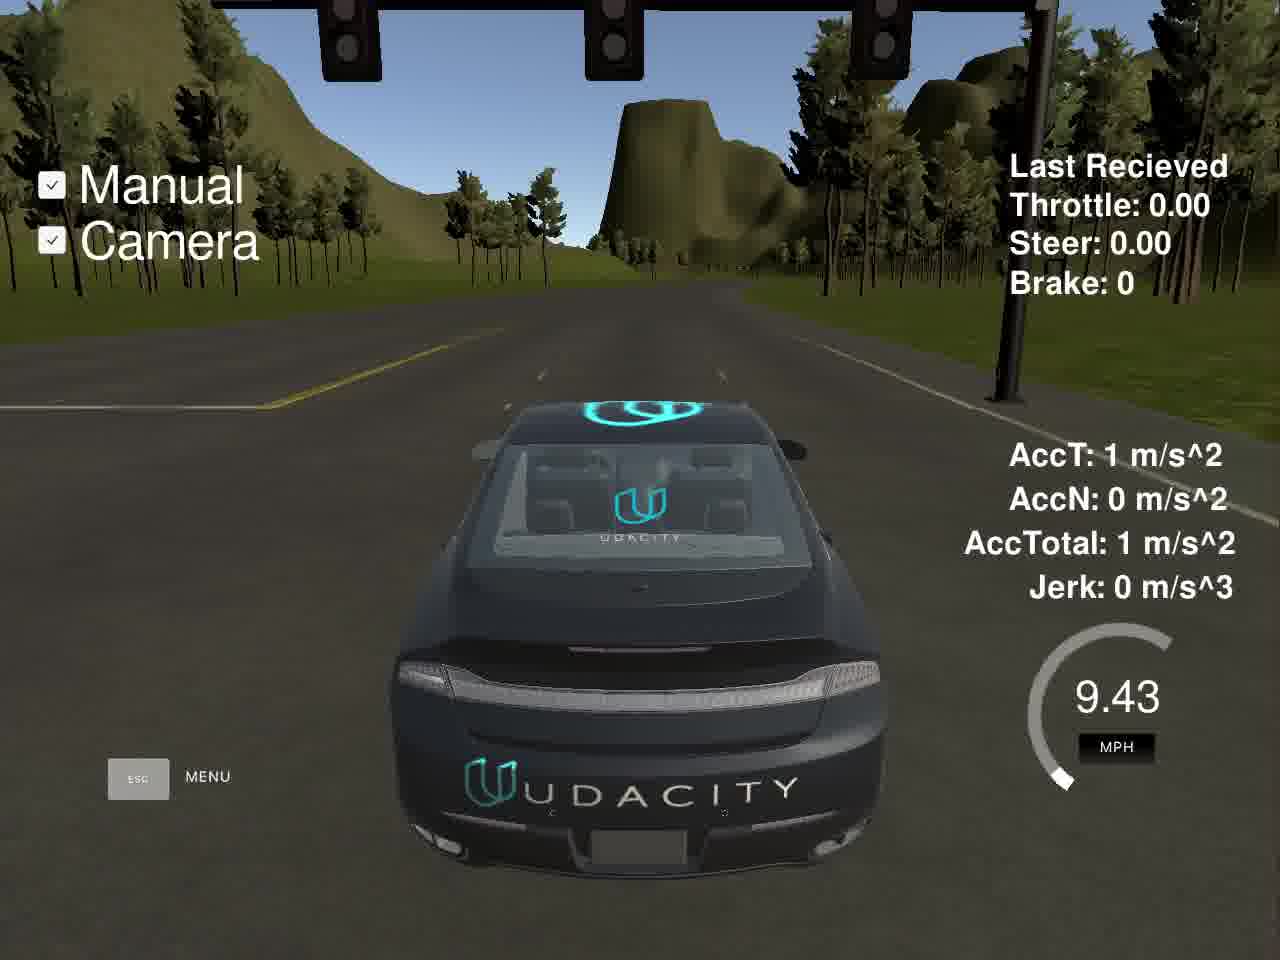 Manual
Camera
Last Recieved
Throttle: 0.00
Steer: 0.00
Brake: 0
AccT: 1 m/s^2
AccN: 0 m/s^2
AccTotal: 1 m/s^2
Jerk: 0 m/s^3
9.43
MPH
ESC MENU
UDACITY
UDACITY